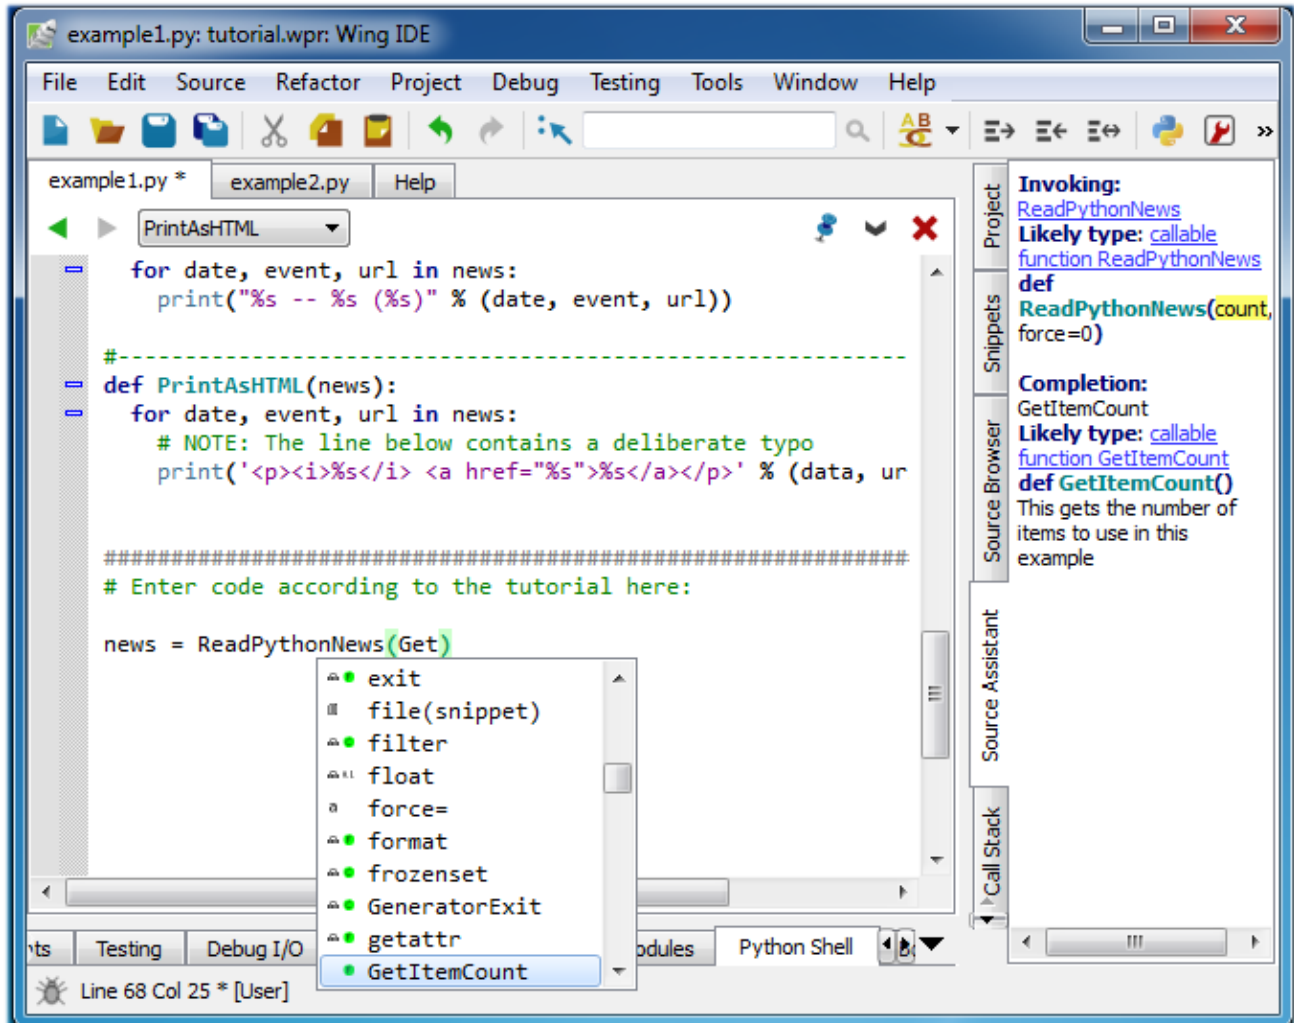 example1.py: tutorial.wpr: Wing IDE
File Edit Source Refactor Project Debug Testing Tools Window Help
example1.py * example2.py Help
PrintAsHTML
for date, event, url in news:
print("%s -- %s (%s)" % (date, event, url))
#-----------------------------------------------------------
def PrintAsHTML(news):
for date, event, url in news:
# NOTE: The line below contains a deliberate typo
print('<p><i>%s</i> <a href="%s">%s</a></p>' % (data, ur
############################################################
# Enter code according to the tutorial here:
news = ReadPythonNews(Get)
exit
file(snippet)
filter
float
force=
format
frozenset
GeneratorExit
getattr
GetItemCount
Project
Snippets
Source Browser
Source Assistant
Call Stack
Invoking:
ReadPythonNews
Likely type: callable
function ReadPythonNews
def
ReadPythonNews(count,
force=0)
Completion:
GetItemCount
Likely type: callable
function GetItemCount
def GetItemCount()
This gets the number of
items to use in this
example
Testing Debug I/O odules Python Shell
Line 68 Col 25 * [User]